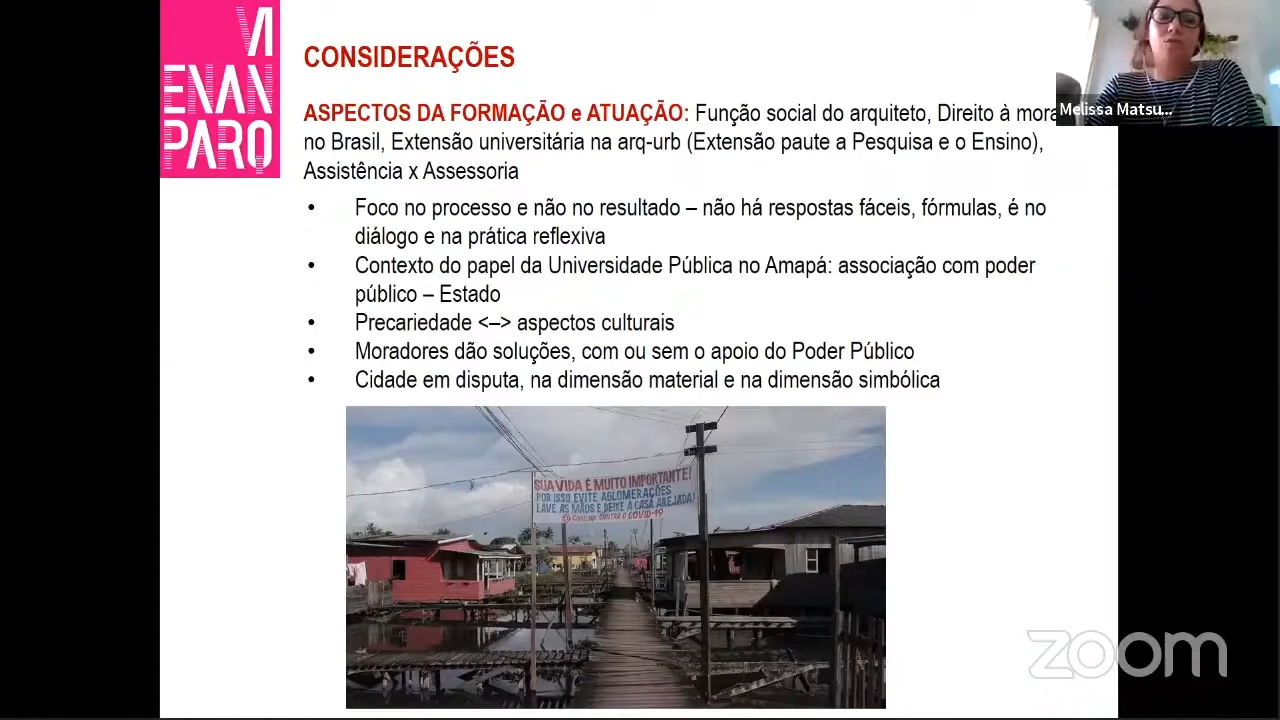 VI
ENAN
PARQ
CONSIDERAÇÕES
ASPECTOS DA FORMAÇÃO e ATUAÇÃO: Função social do arquiteto, Direito à mora
no Brasil, Extensão universitária na arq-urb (Extensão paute a Pesquisa e o Ensino),
Assistência x Assessoria
• Foco no processo e não no resultado – não há respostas fáceis, fórmulas, é no
diálogo e na prática reflexiva
• Contexto do papel da Universidade Pública no Amapá: associação com poder
público – Estado
• Precariedade <–> aspectos culturais
• Moradores dão soluções, com ou sem o apoio do Poder Público
• Cidade em disputa, na dimensão material e na dimensão simbólica
SUA VIDA É MUITO IMPORTANTE!
POR ISSO EVITE AGLOMERAÇÕES
LAVE AS MÃOS E DEIXE A CASA AREJADA!
CONTRA O COVID-19
Melissa Matsu...
zoom